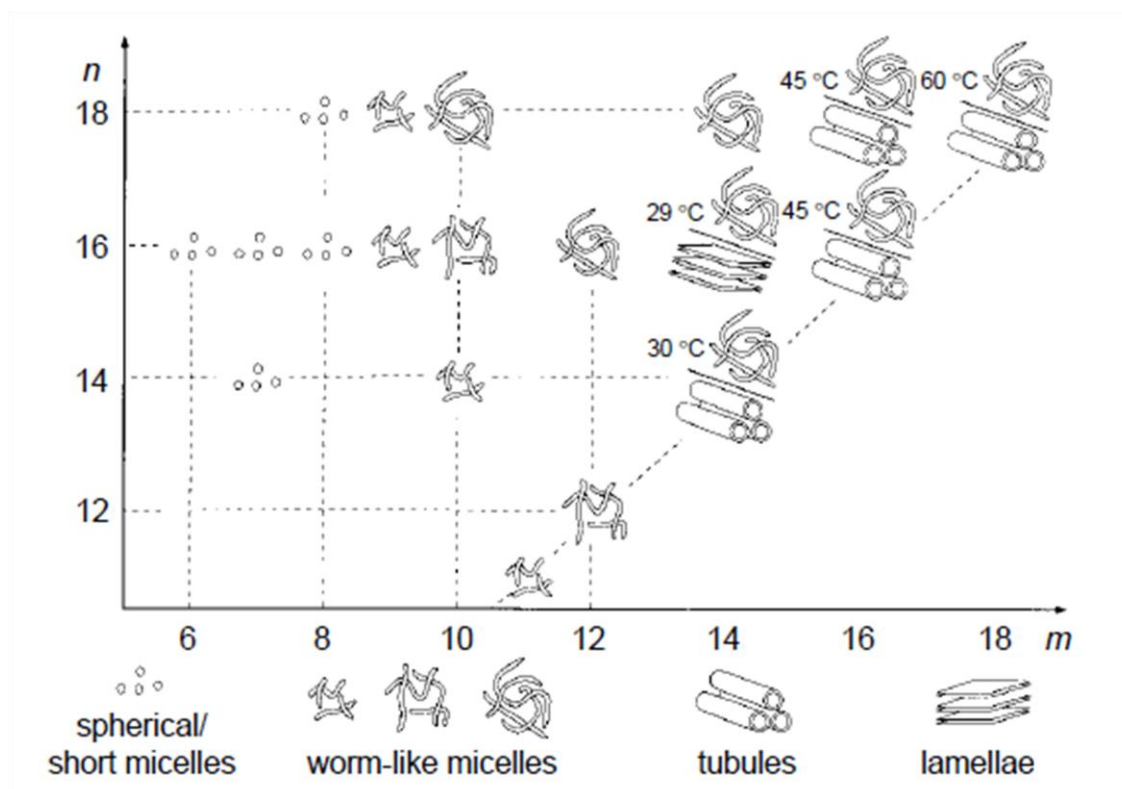 n
45 °C 60 °C
18
29 °C 45 °C
16
30 °C
14
12
6 8 10 12 14 16 18 m
spherical/
short micelles worm-like micelles tubules lamellae